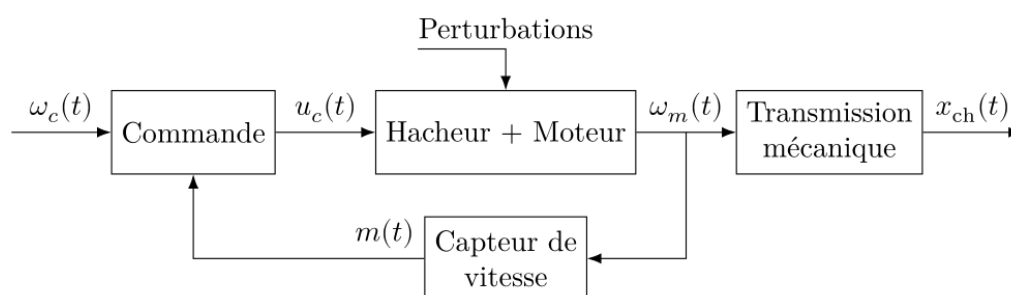 Perturbations
ω_c(t)
Commande
u_c(t)
Hacheur + Moteur
ω_m(t)
Transmission
mécanique
x_ch(t)
m(t)
Capteur de
vitesse